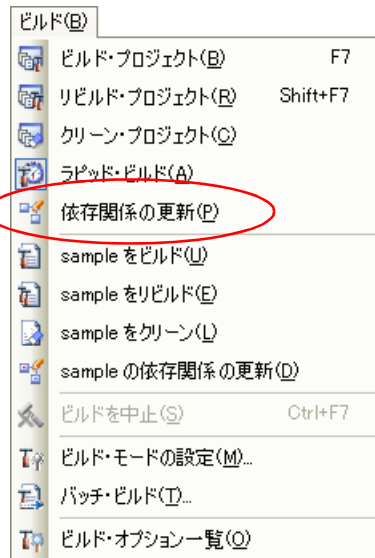 ビルド(B)
ビルド・プロジェクト(B) F7
リビルド・プロジェクト(R) Shift+F7
クリーン・プロジェクト(C)
ラピッド・ビルド(A)
依存関係の更新(P)
sample をビルド(U)
sample をリビルド(E)
sample をクリーン(L)
sample の依存関係の更新(D)
ビルドを中止(S) Ctrl+F7
ビルド・モードの設定(M)...
バッチ・ビルド(T)...
ビルド・オプション一覧(O)